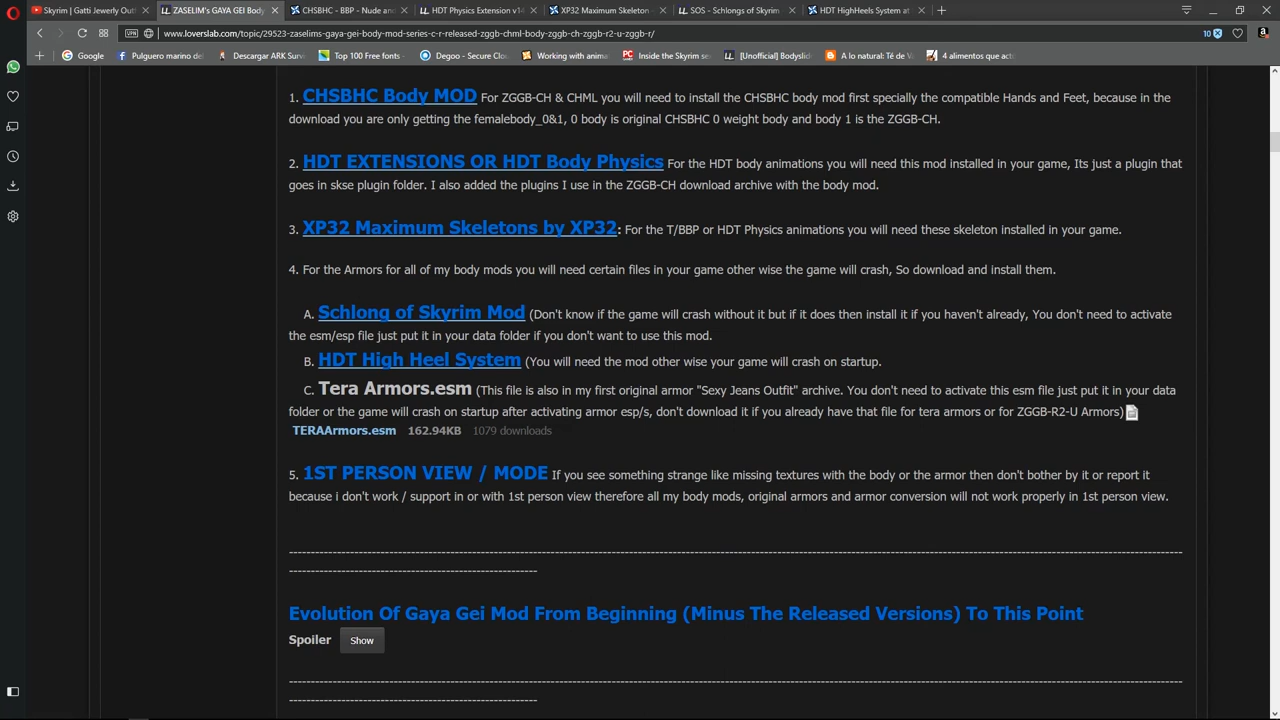 Skyrim | Gatti Jewerly Outf
ZASELIM's GAYA GEI Body
CHSBHC - BBP - Nude and
HDT Physics Extension v14
XP32 Maximum Skeleton
SOS - Schlongs of Skyrim
HDT HighHeels System at
VPN
www.loverslab.com/topic/29523-zaselims-gaya-gei-body-mod-series-c-r-released-zggb-chml-body-zggb-ch-zggb-r2-u-zggb-r/
10
Google
Pulguero marino del
Descargar ARK Surv
Top 100 Free fonts -
Degoo - Secure Clou
Working with anima
Inside the Skyrim se
[Unofficial] Bodyslide
A lo natural: Té de Va
4 alimentos que act
1. CHSBHC Body MOD For ZGGB-CH & CHML you will need to install the CHSBHC body mod first specially the compatible Hands and Feet, because in the
download you are only getting the femalebody_0&1, 0 body is original CHSBHC 0 weight body and body 1 is the ZGGB-CH.
2. HDT EXTENSIONS OR HDT Body Physics For the HDT body animations you will need this mod installed in your game, Its just a plugin that
goes in skse plugin folder. I also added the plugins I use in the ZGGB-CH download archive with the body mod.
3. XP32 Maximum Skeletons by XP32: For the T/BBP or HDT Physics animations you will need these skeleton installed in your game.
4. For the Armors for all of my body mods you will need certain files in your game other wise the game will crash, So download and install them.
A. Schlong of Skyrim Mod (Don't know if the game will crash without it but if it does then install it if you haven't already, You don't need to activate
the esm/esp file just put it in your data folder if you don't want to use this mod.
B. HDT High Heel System (You will need the mod other wise your game will crash on startup.
C. Tera Armors.esm (This file is also in my first original armor "Sexy Jeans Outfit" archive. You don't need to activate this esm file just put it in your data
folder or the game will crash on startup after activating armor esp/s, don't download it if you already have that file for tera armors or for ZGGB-R2-U Armors)
TERAArmors.esm 162.94KB 1079 downloads
5. 1ST PERSON VIEW / MODE If you see something strange like missing textures with the body or the armor then don't bother by it or report it
because i don't work / support in or with 1st person view therefore all my body mods, original armors and armor conversion will not work properly in 1st person view.
Evolution Of Gaya Gei Mod From Beginning (Minus The Released Versions) To This Point
Spoiler Show